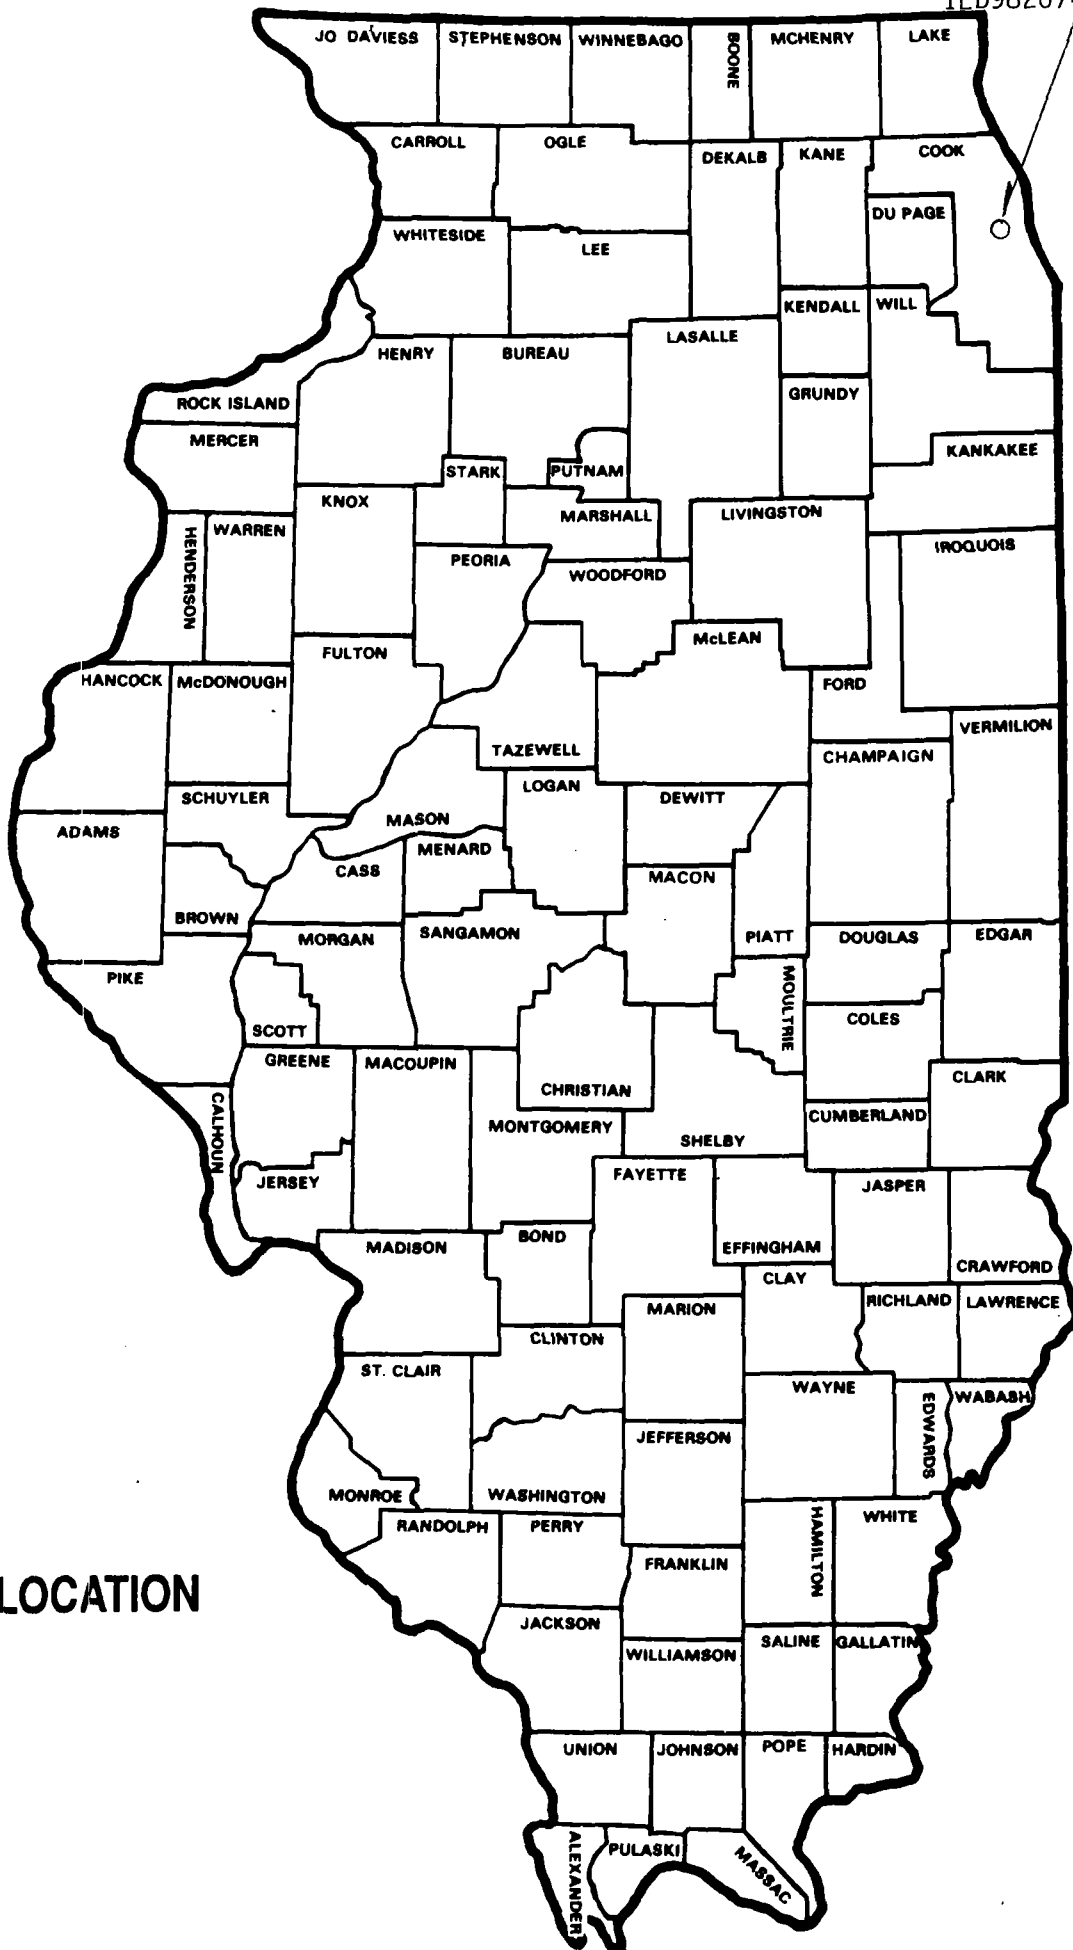 JO DAVIESS STEPHENSON WINNEBAGO BOONE MCHENRY LAKE
CARROLL OGLE DEKALB KANE COOK
DU PAGE
WHITESIDE LEE
KENDALL WILL
HENRY BUREAU LASALLE
ROCK ISLAND GRUNDY
MERCER KANKAKEE
STARK PUTNAM
KNOX MARSHALL LIVINGSTON
HENDERSON WARREN PEORIA WOODFORD IROQUOIS
FULTON McLEAN
HANCOCK McDONOUGH FORD
TAZEWELL VERMILION
CHAMPAIGN
SCHUYLER LOGAN DEWITT
ADAMS MASON
CASS MENARD MACON
BROWN
MORGAN SANGAMON PIATT DOUGLAS EDGAR
PIKE MOULTRIE
SCOTT COLES
GREENE MACOUPIN CHRISTIAN CLARK
CALHOUN MONTGOMERY SHELBY CUMBERLAND
JERSEY FAYETTE JASPER
MADISON BOND EFFINGHAM CRAWFORD
CLAY
MARION RICHLAND LAWRENCE
CLINTON
ST. CLAIR WAYNE EDWARDS WABASH
JEFFERSON
MONROE WASHINGTON
RANDOLPH PERRY HAMILTON WHITE
FRANKLIN
LOCATION
JACKSON
WILLIAMSON SALINE GALLATIN
UNION JOHNSON POPE HARDIN
ALEXANDER PULASKI MASSAC